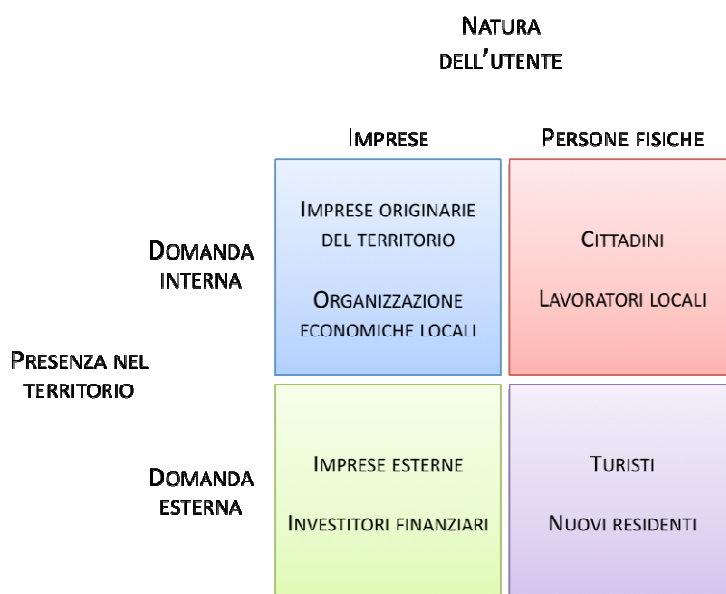 NATURA
DELL'UTENTE
IMPRESE
PERSONE FISICHE
DOMANDA
INTERNA
IMPRESE ORIGINARIE
DEL TERRITORIO
ORGANIZZAZIONE
ECONOMICHE LOCALI
CITTADINI
LAVORATORI LOCALI
PRESENZA NEL
TERRITORIO
DOMANDA
ESTERNA
IMPRESE ESTERNE
INVESTITORI FINANZIARI
TURISTI
NUOVI RESIDENTI